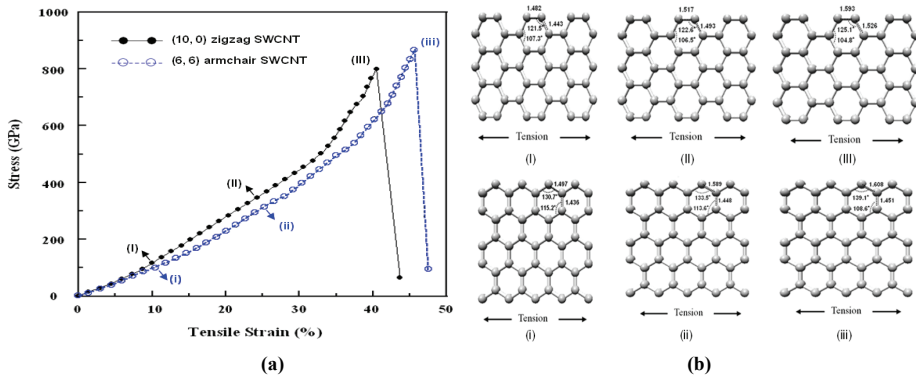 1000
800
600
400
200
0
Stress (GPa)
(10, 0) zigzag SWCNT
(6, 6) armchair SWCNT
(III)
(iii)
(II)
(ii)
(I)
(i)
0 10 20 30 40 50
Tensile Strain (%)
(a)
1.482
1.443
121.5°
107.3°
Tension
(I)
1.517
1.493
122.6°
106.5°
Tension
(II)
1.593
1.526
125.1°
104.8°
Tension
(III)
1.497
130.7°
1.436
115.2°
Tension
(i)
1.589
133.5°
1.448
113.6°
Tension
(ii)
1.608
139.1°
1.451
108.6°
Tension
(iii)
(b)